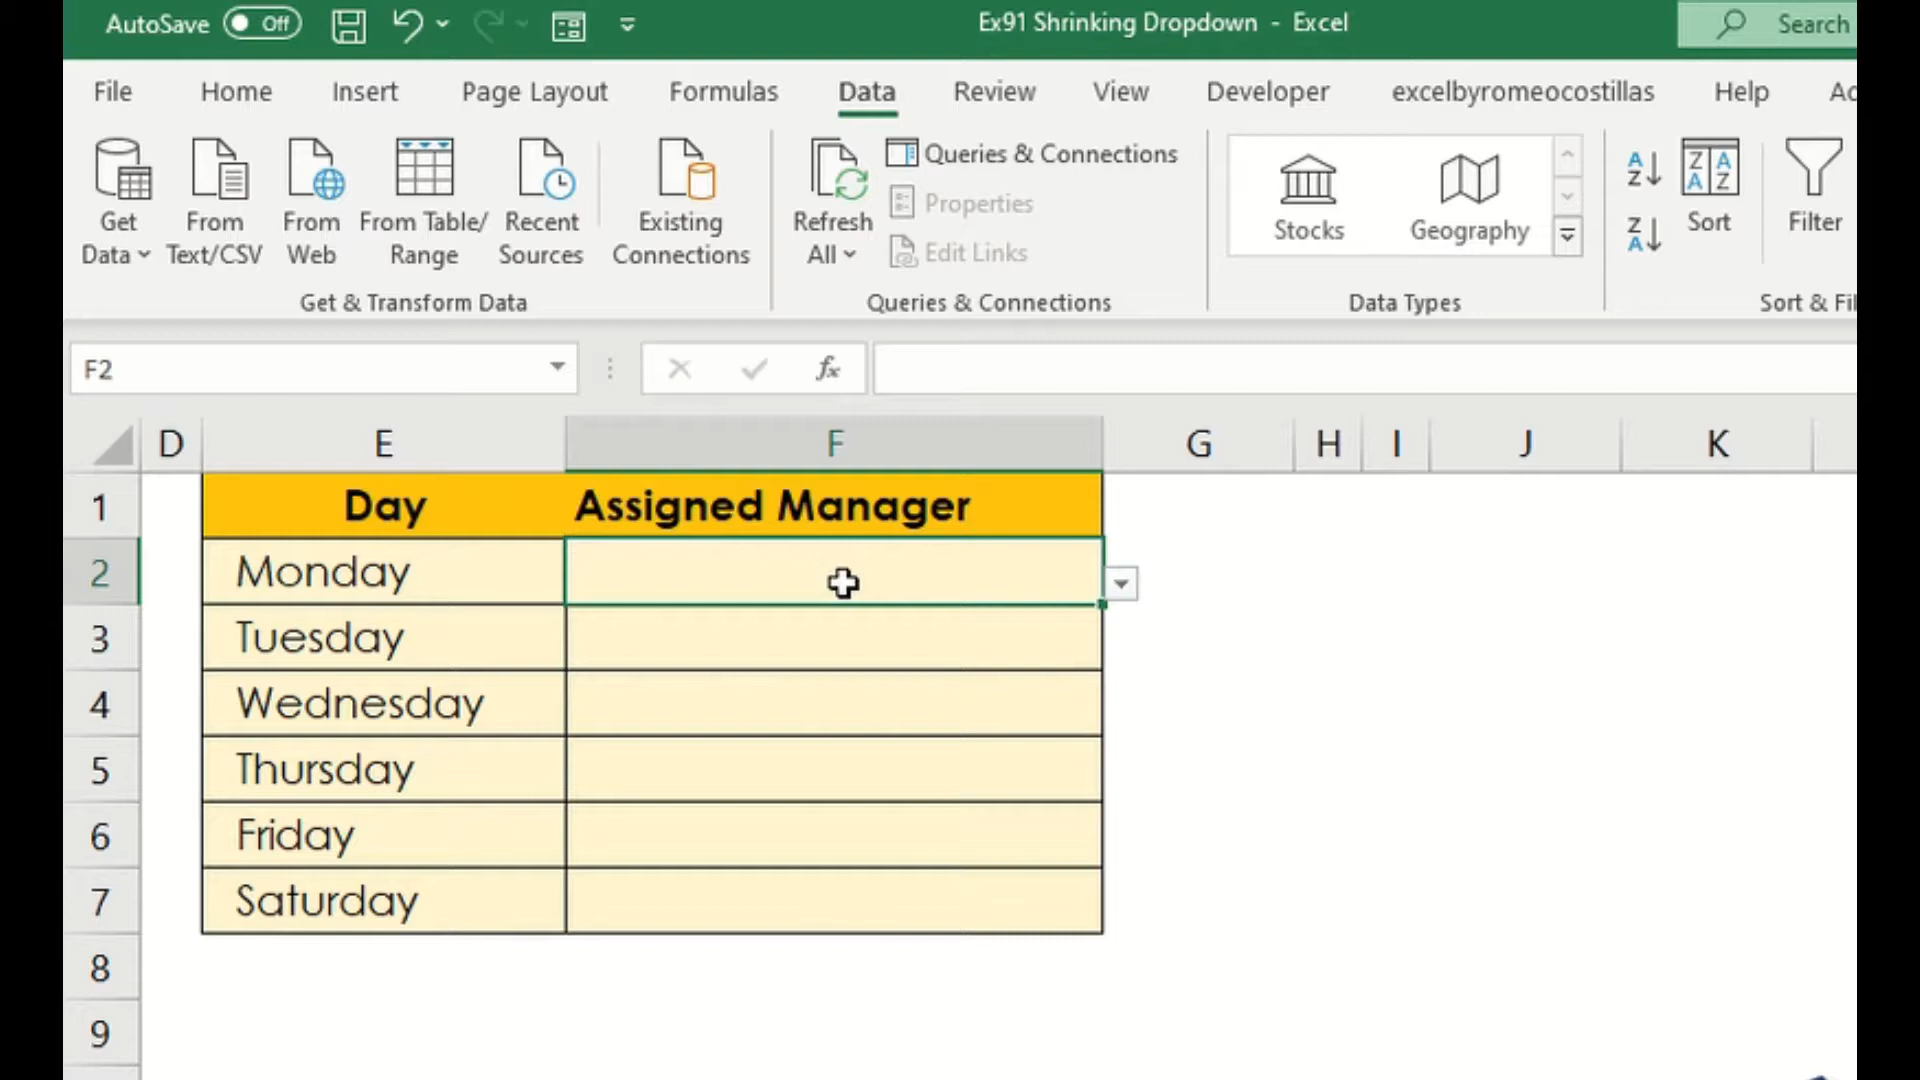 AutoSave Off
Ex91 Shrinking Dropdown - Excel
Search
File Home Insert Page Layout Formulas Data Review View Developer excelbyromeocostillas Help
Get Data
From Text/CSV
From Web
From Table/ Range
Recent Sources
Existing Connections
Get & Transform Data
Refresh All
Queries & Connections
Properties
Edit Links
Queries & Connections
Stocks
Geography
Data Types
Sort
Filter
Sort & Fil
F2
fx
D E F G H I J K
1 Day Assigned Manager
2 Monday
3 Tuesday
4 Wednesday
5 Thursday
6 Friday
7 Saturday
8
9